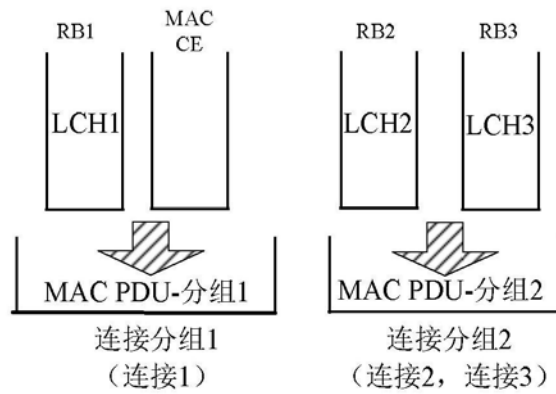 RB1
MAC
CE
RB2
RB3
LCH1
LCH2
LCH3
MAC PDU-分组1
MAC PDU-分组2
连接分组1
（连接1）
连接分组2
（连接2，连接3）